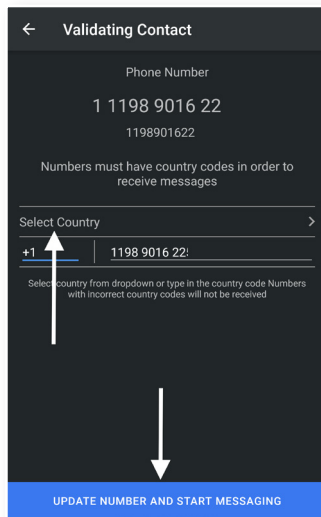 Validating Contact
Phone Number
1 1198 9016 22
1198901622
Numbers must have country codes in order to
receive messages
Select Country
+1
1198 9016 22
Select country from dropdown or type in the country code Numbers
with incorrect country codes will not be received
UPDATE NUMBER AND START MESSAGING